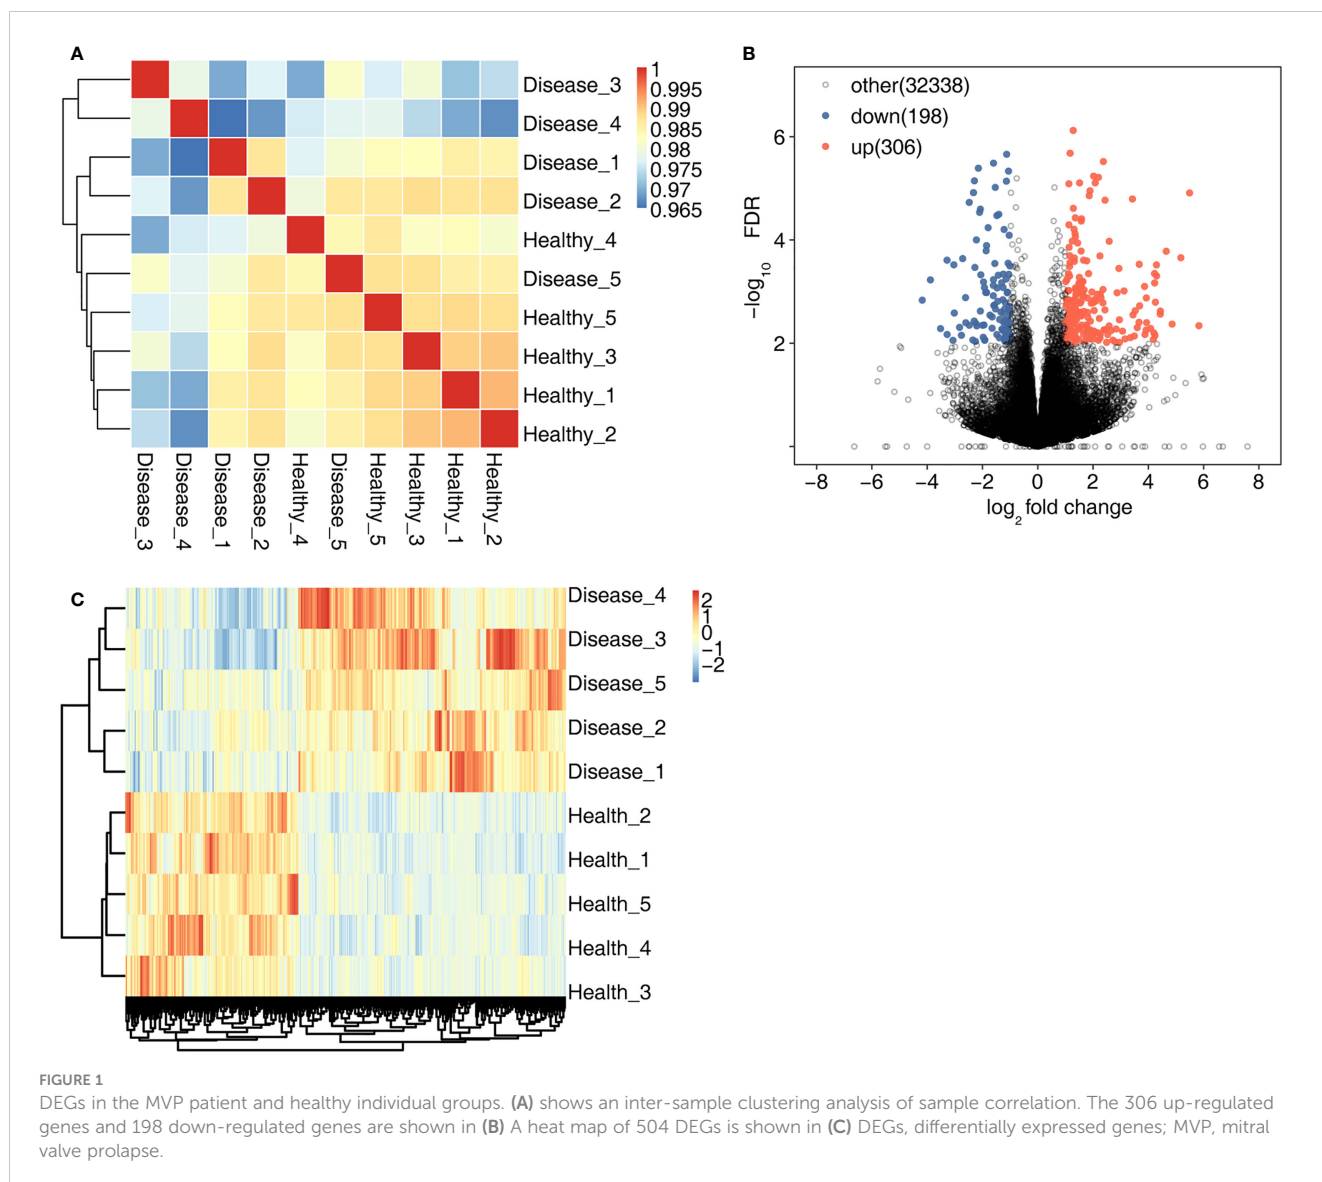 A
Disease_3
Disease_4
Disease_1
Disease_2
Healthy_4
Disease_5
Healthy_5
Healthy_3
Healthy_1
Healthy_2
1
0.995
0.99
0.985
0.98
0.975
0.97
0.965
Disease_3
Disease_4
Disease_1
Disease_2
Healthy_4
Disease_5
Healthy_5
Healthy_3
Healthy_1
Healthy_2
B
other(32338)
down(198)
up(306)
6
4
2
−log10 FDR
−8 −6 −4 −2 0 2 4 6 8
log2 fold change
C
Disease_4
Disease_3
Disease_5
Disease_2
Disease_1
Health_2
Health_1
Health_5
Health_4
Health_3
2
1
0
−1
−2
FIGURE 1
DEGs in the MVP patient and healthy individual groups. (A) shows an inter-sample clustering analysis of sample correlation. The 306 up-regulated
genes and 198 down-regulated genes are shown in (B) A heat map of 504 DEGs is shown in (C) DEGs, differentially expressed genes; MVP, mitral
valve prolapse.